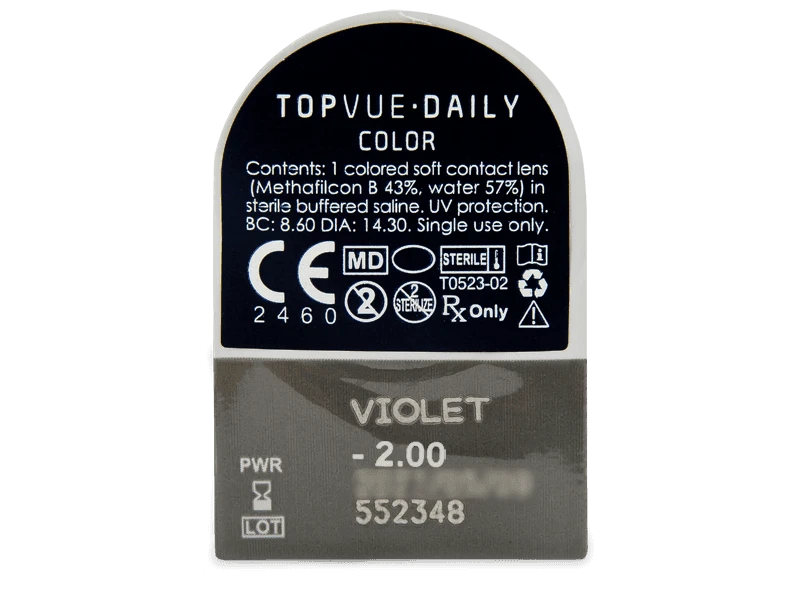 TOPVUE·DAILY
COLOR
Contents: 1 colored soft contact lens
(Methafilcon B 43%, water 57%) in
sterile buffered saline. UV protection.
BC: 8.60 DIA: 14.30. Single use only.
CE MD STERILE i
T0523-02
2460 2 2 STERILIZE Rx Only
VIOLET
PWR - 2.00
LOT 552348